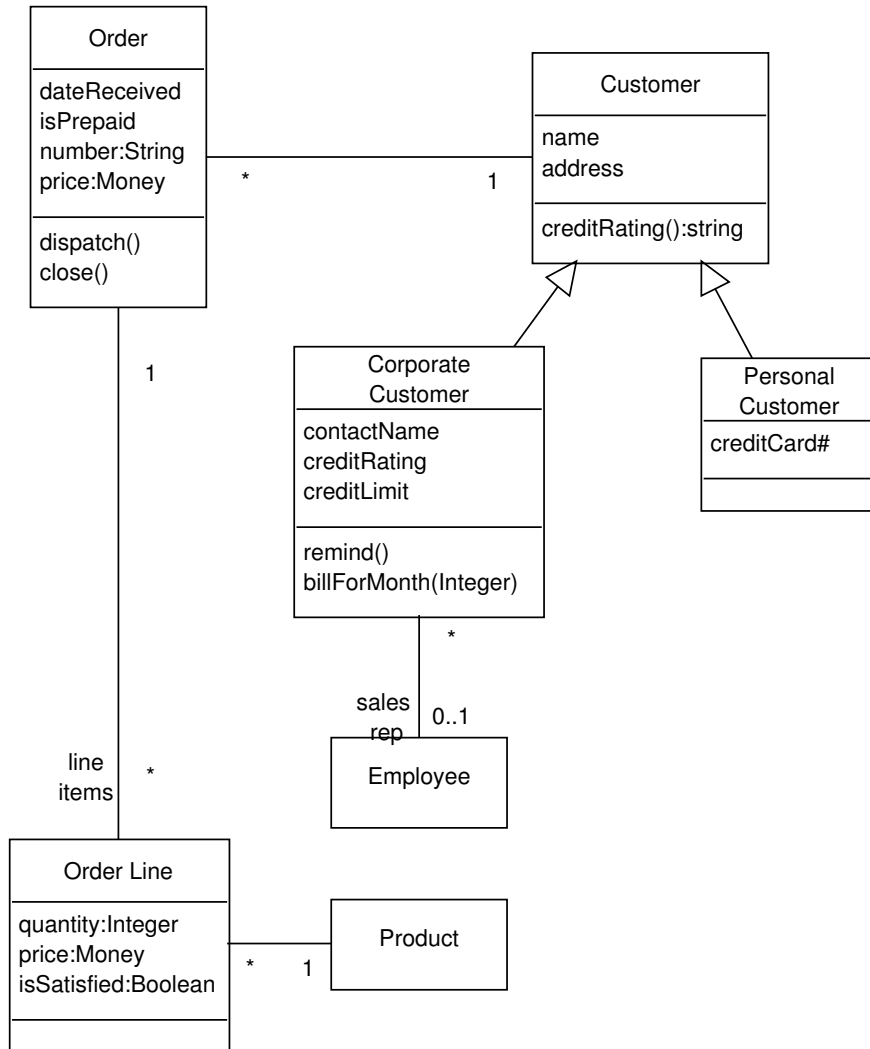 Order
dateReceived
isPrepaid
number:String
price:Money
dispatch()
close()
*
1
Customer
name
address
creditRating():string
Corporate
Customer
contactName
creditRating
creditLimit
remind()
billForMonth(Integer)
Personal
Customer
creditCard#
1
*
sales
rep
0..1
Employee
line
items
*
Order Line
quantity:Integer
price:Money
isSatisfied:Boolean
*
1
Product